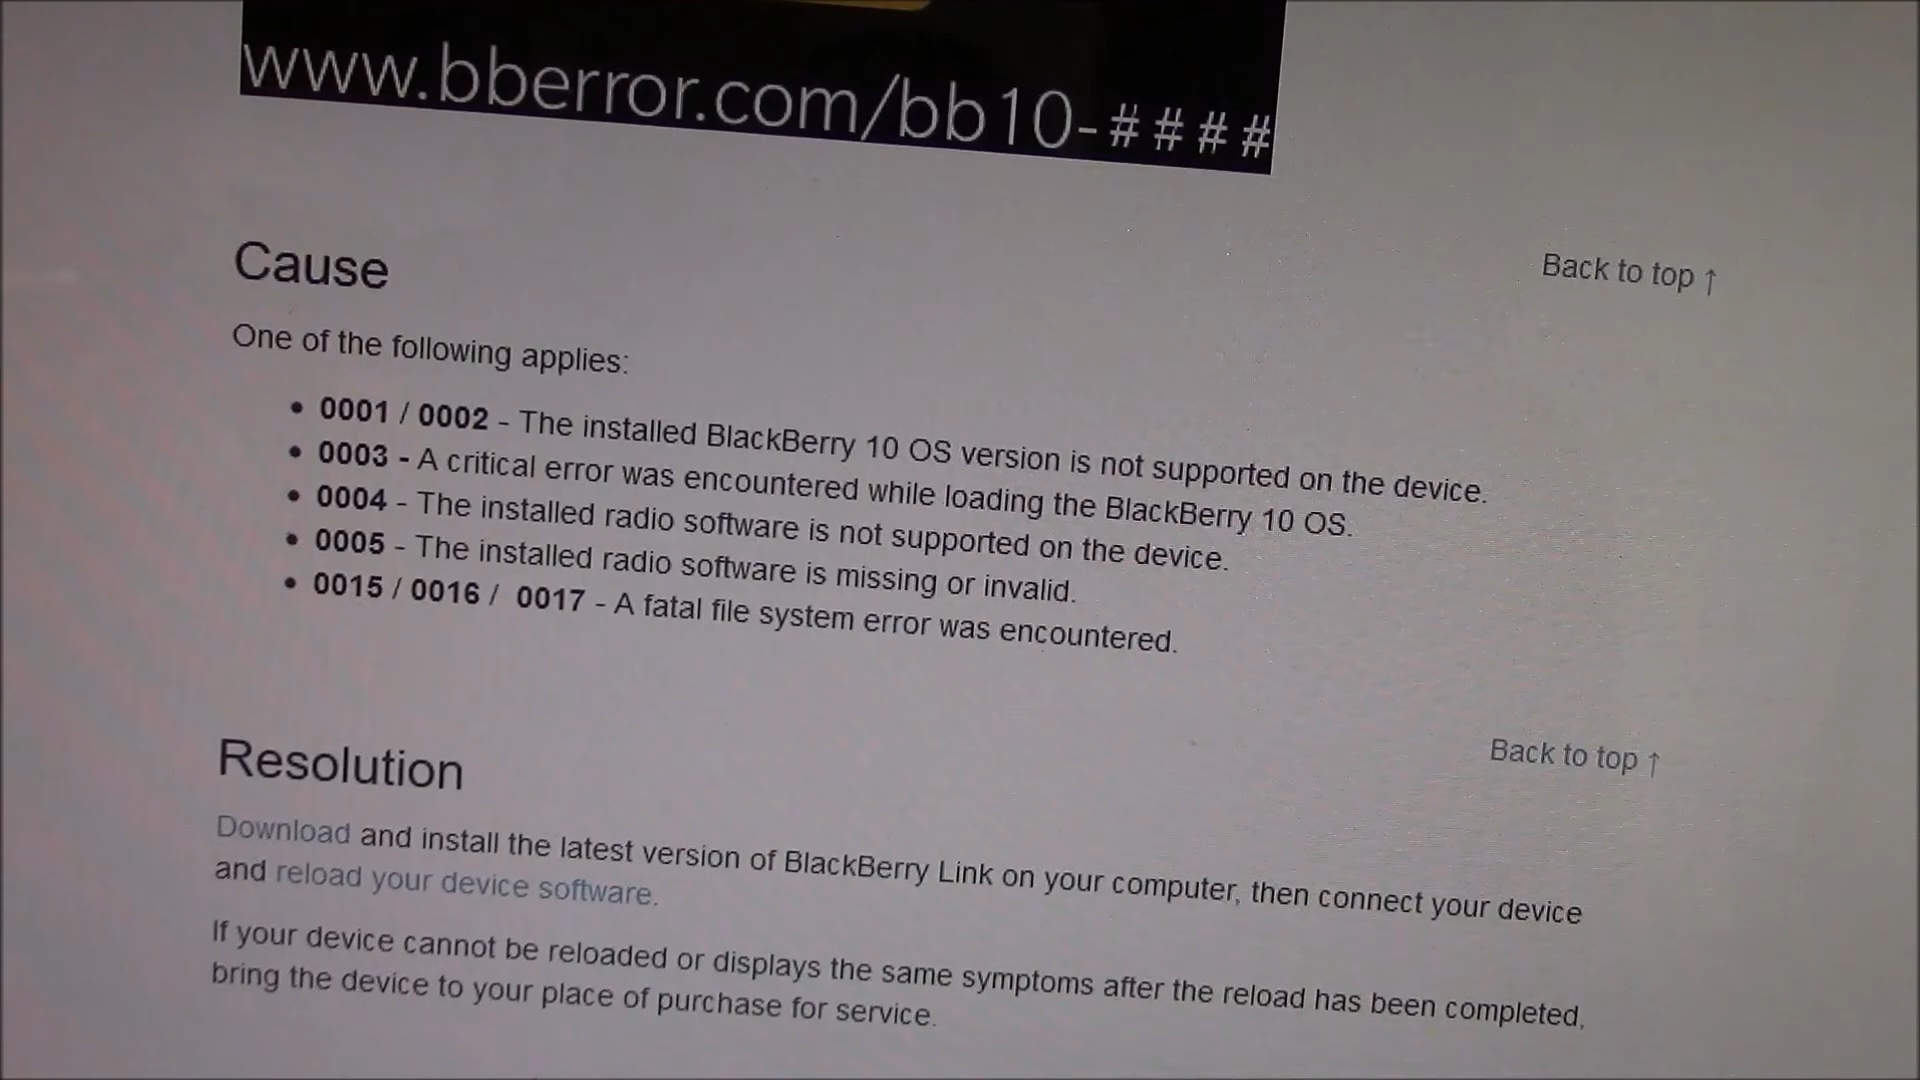 www.bberror.com/bb10-####
Cause
Back to top ↑
One of the following applies:
• 0001 / 0002 - The installed BlackBerry 10 OS version is not supported on the device.
• 0003 - A critical error was encountered while loading the BlackBerry 10 OS.
• 0004 - The installed radio software is not supported on the device.
• 0005 - The installed radio software is missing or invalid.
• 0015 / 0016 / 0017 - A fatal file system error was encountered.
Resolution
Back to top ↑
Download and install the latest version of BlackBerry Link on your computer, then connect your device
and reload your device software.
If your device cannot be reloaded or displays the same symptoms after the reload has been completed,
bring the device to your place of purchase for service.